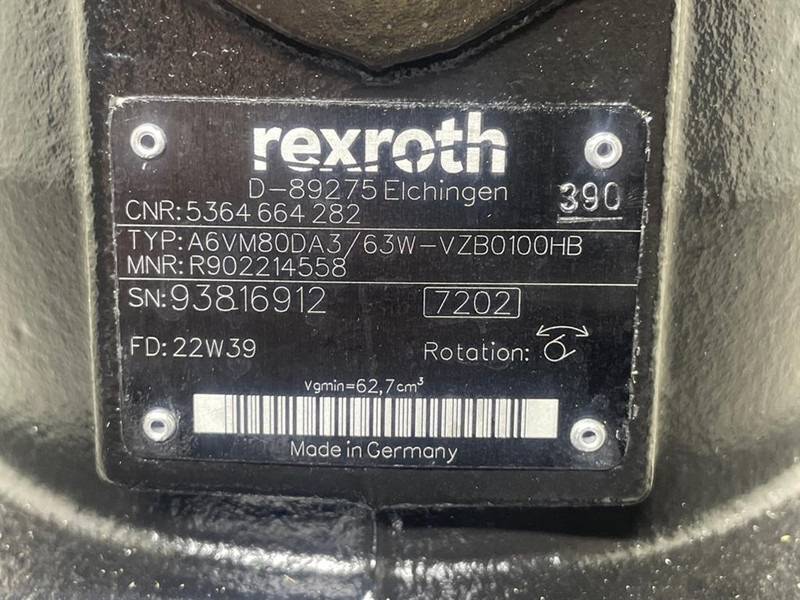 rexroth
D-89275 Elchingen
390
CNR: 5364 664 282
TYP: A6VM80DA3/63W-VZB0100HB
MNR: R902214558
SN: 93816912 7202
FD: 22W39 Rotation:
Vgmin=62,7cm³
Made in Germany